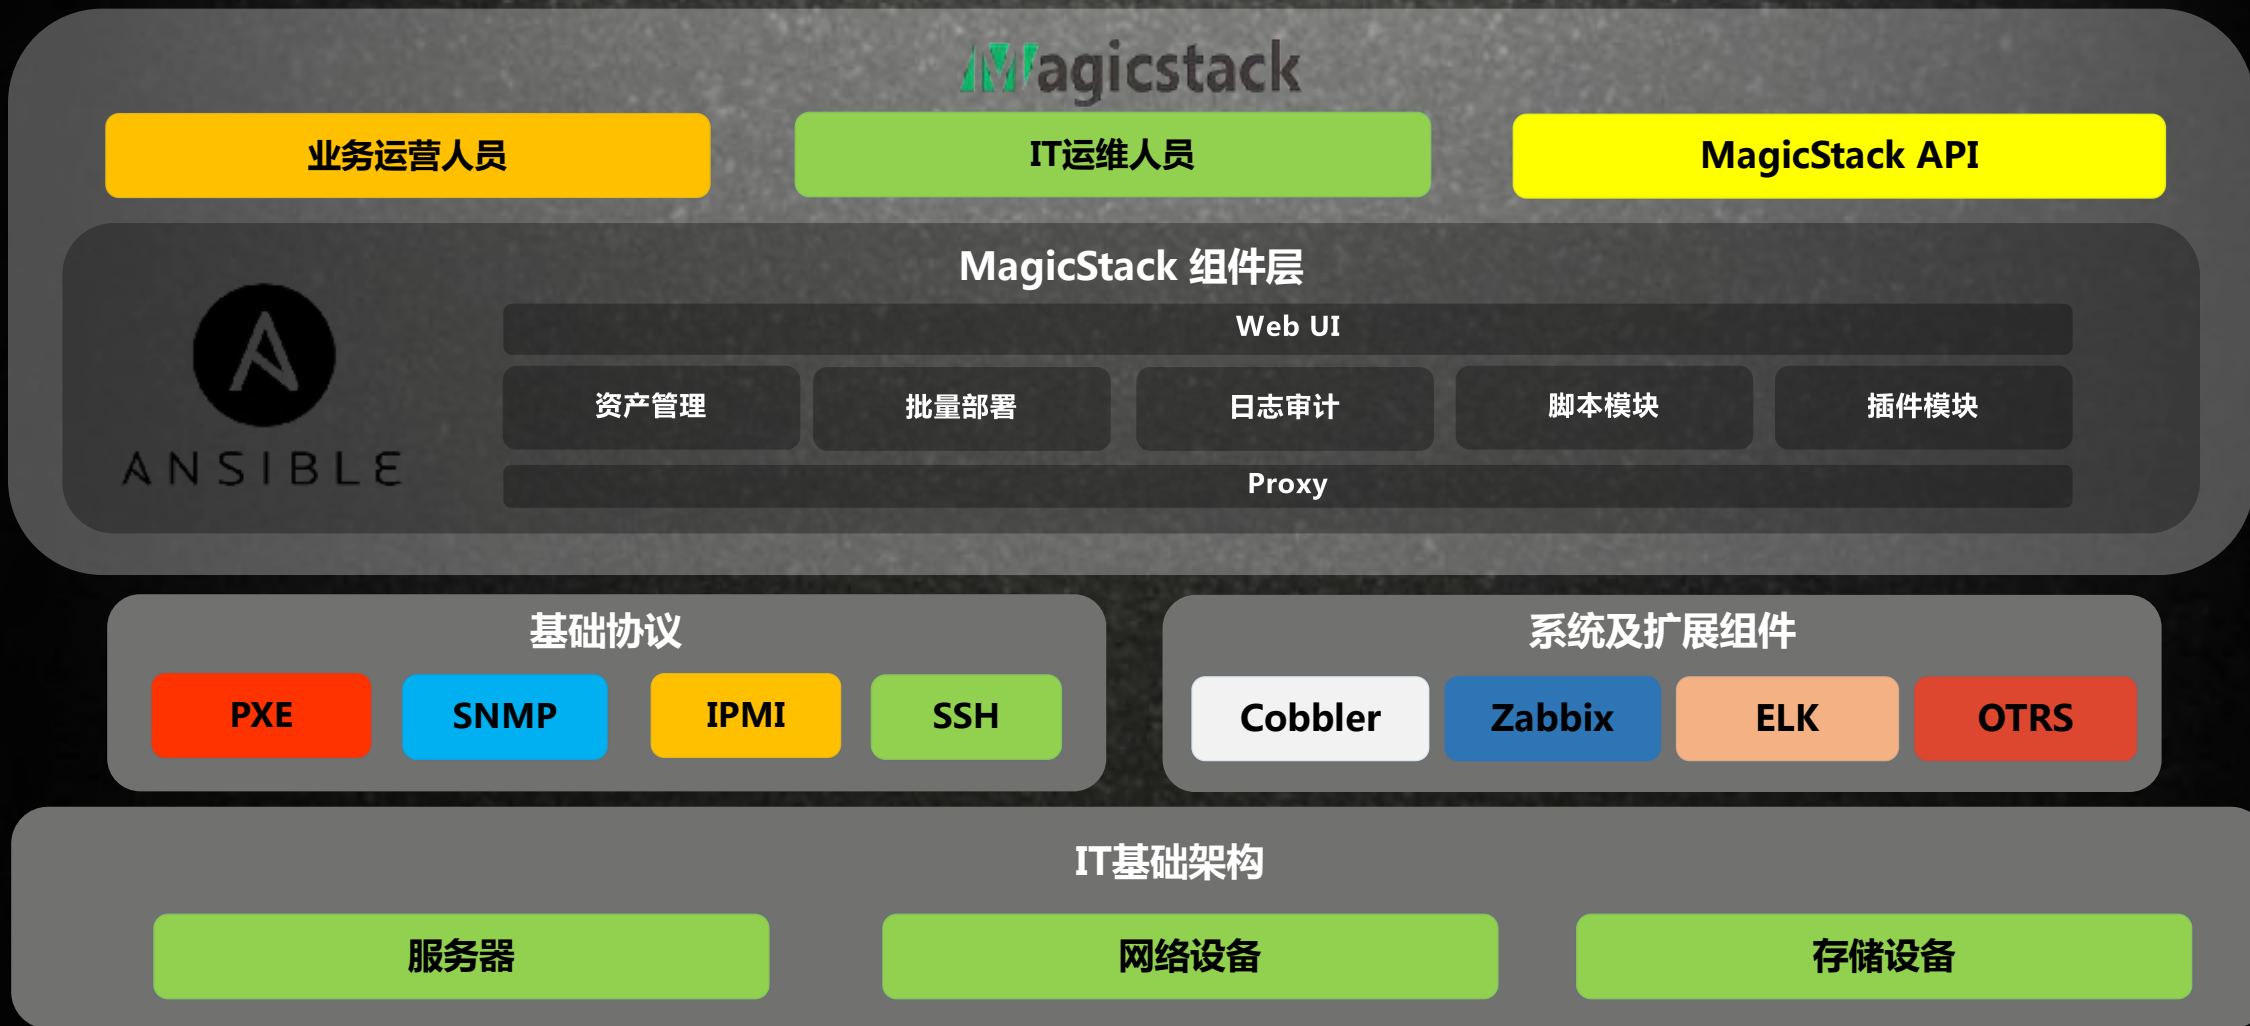 Magicstack
业务运营人员
IT运维人员
MagicStack API
MagicStack 组件层
ANSIBLE
Web UI
资产管理
批量部署
日志审计
脚本模块
插件模块
Proxy
基础协议
PXE
SNMP
IPMI
SSH
系统及扩展组件
Cobbler
Zabbix
ELK
OTRS
IT基础架构
服务器
网络设备
存储设备